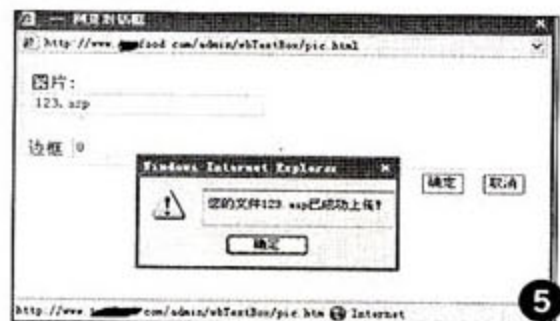 网页对话框
http://www. food.com/admin/wbTextBox/pic.html
图片:
123.asp
边框 0
Windows Internet Explorer
您的文件123.asp已成功上传!
确定
确定 取消
http://www. com/admin/wbTextBox/pic.htm Internet
5